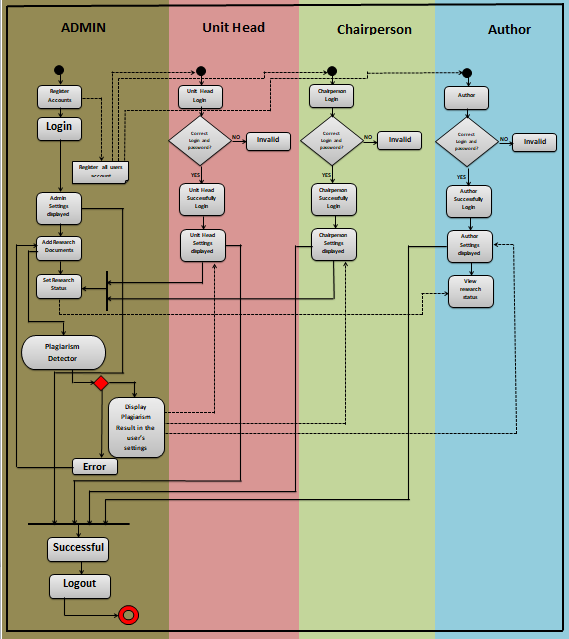 ADMIN
Unit Head
Chairperson
Author
Register
Accounts
Unit Head
Login
Chairperson
Login
Author
Login
Correct
Login and
password?
NO
Invalid
Correct
Login and
password?
NO
Invalid
Correct
Login and
password?
NO
Invalid
Register all users
account
YES
YES
YES
Admin
Settings
displayed
Unit Head
Successfully
Login
Chairperson
Successfully
Login
Author
Successfully
Login
Add Research
Documents
Unit Head
Settings
displayed
Chairperson
Settings
displayed
Author
Settings
displayed
Set Research
Status
View
research
status
Plagiarism
Detector
Display
Plagiarism
Result in the
user's
settings
Error
Successful
Logout